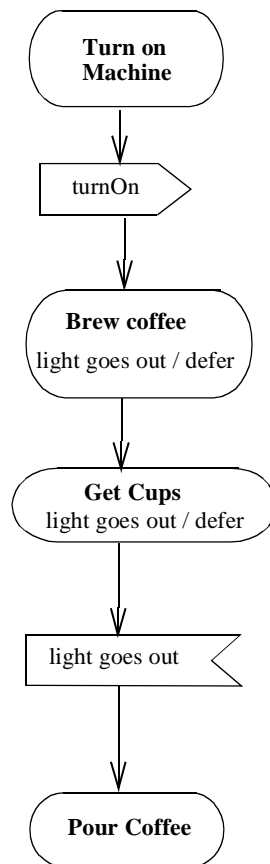 Turn on
Machine
turnOn
Brew coffee
light goes out / defer
Get Cups
light goes out / defer
light goes out
Pour Coffee